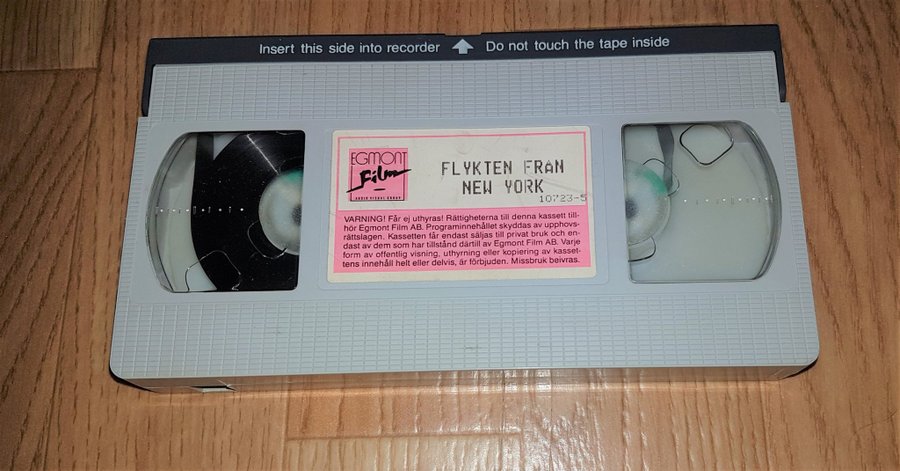 Insert this side into recorder Do not touch the tape inside
EGMONT
Film
AUDIO VISUAL GROUP
FLYKTEN FRAN
NEW YORK
10723-5
VARNING! Får ej uthyras! Rättigheterna till denna kassett till-
hör Egmont Film AB. Programinnehållet skyddas av upphovs-
rättslagen. Kassetten får endast säljas till privat bruk och en-
dast av dem som har tillstånd därtill av Egmont Film AB. Varje
form av offentlig visning, uthyrning eller kopiering av kasset-
tens innehåll helt eller delvis, är förbjuden. Missbruk beivras.